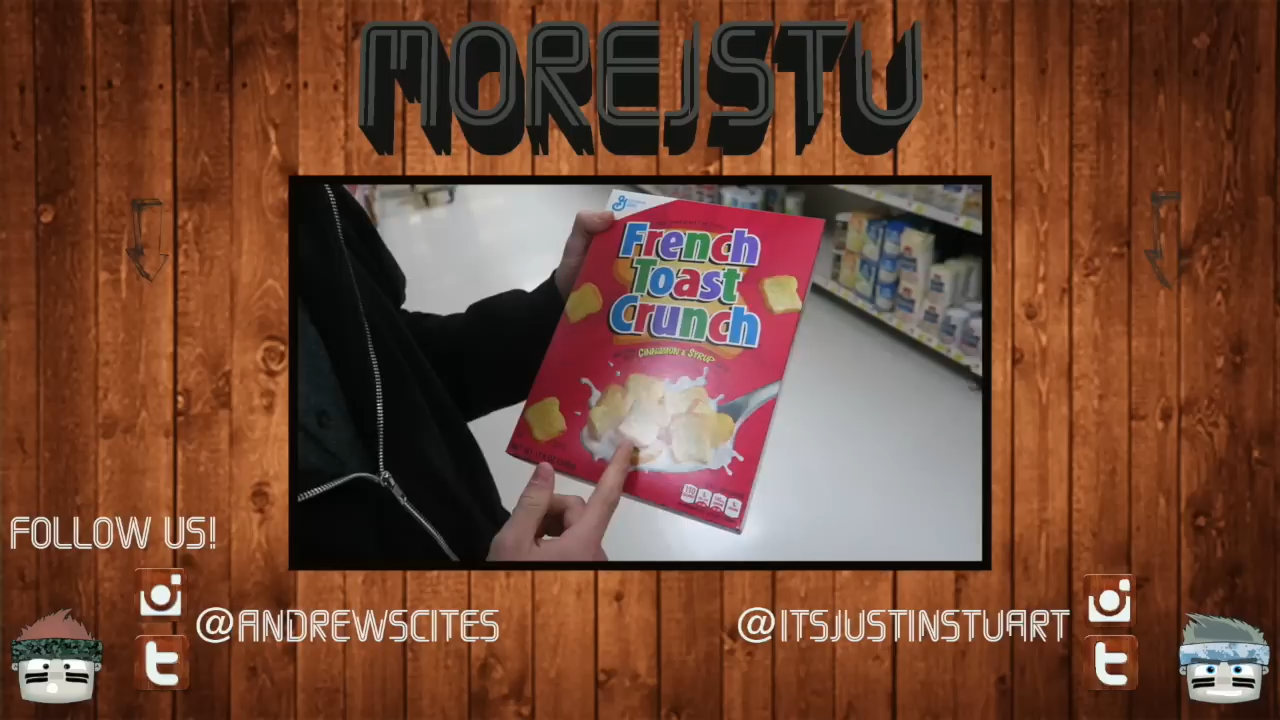 MOREJSTU
French
Toast
Crunch
CINNAMON & SYRUP
FOLLOW US!
@ANDREWSCITES
@ITSJUSTINSTUART